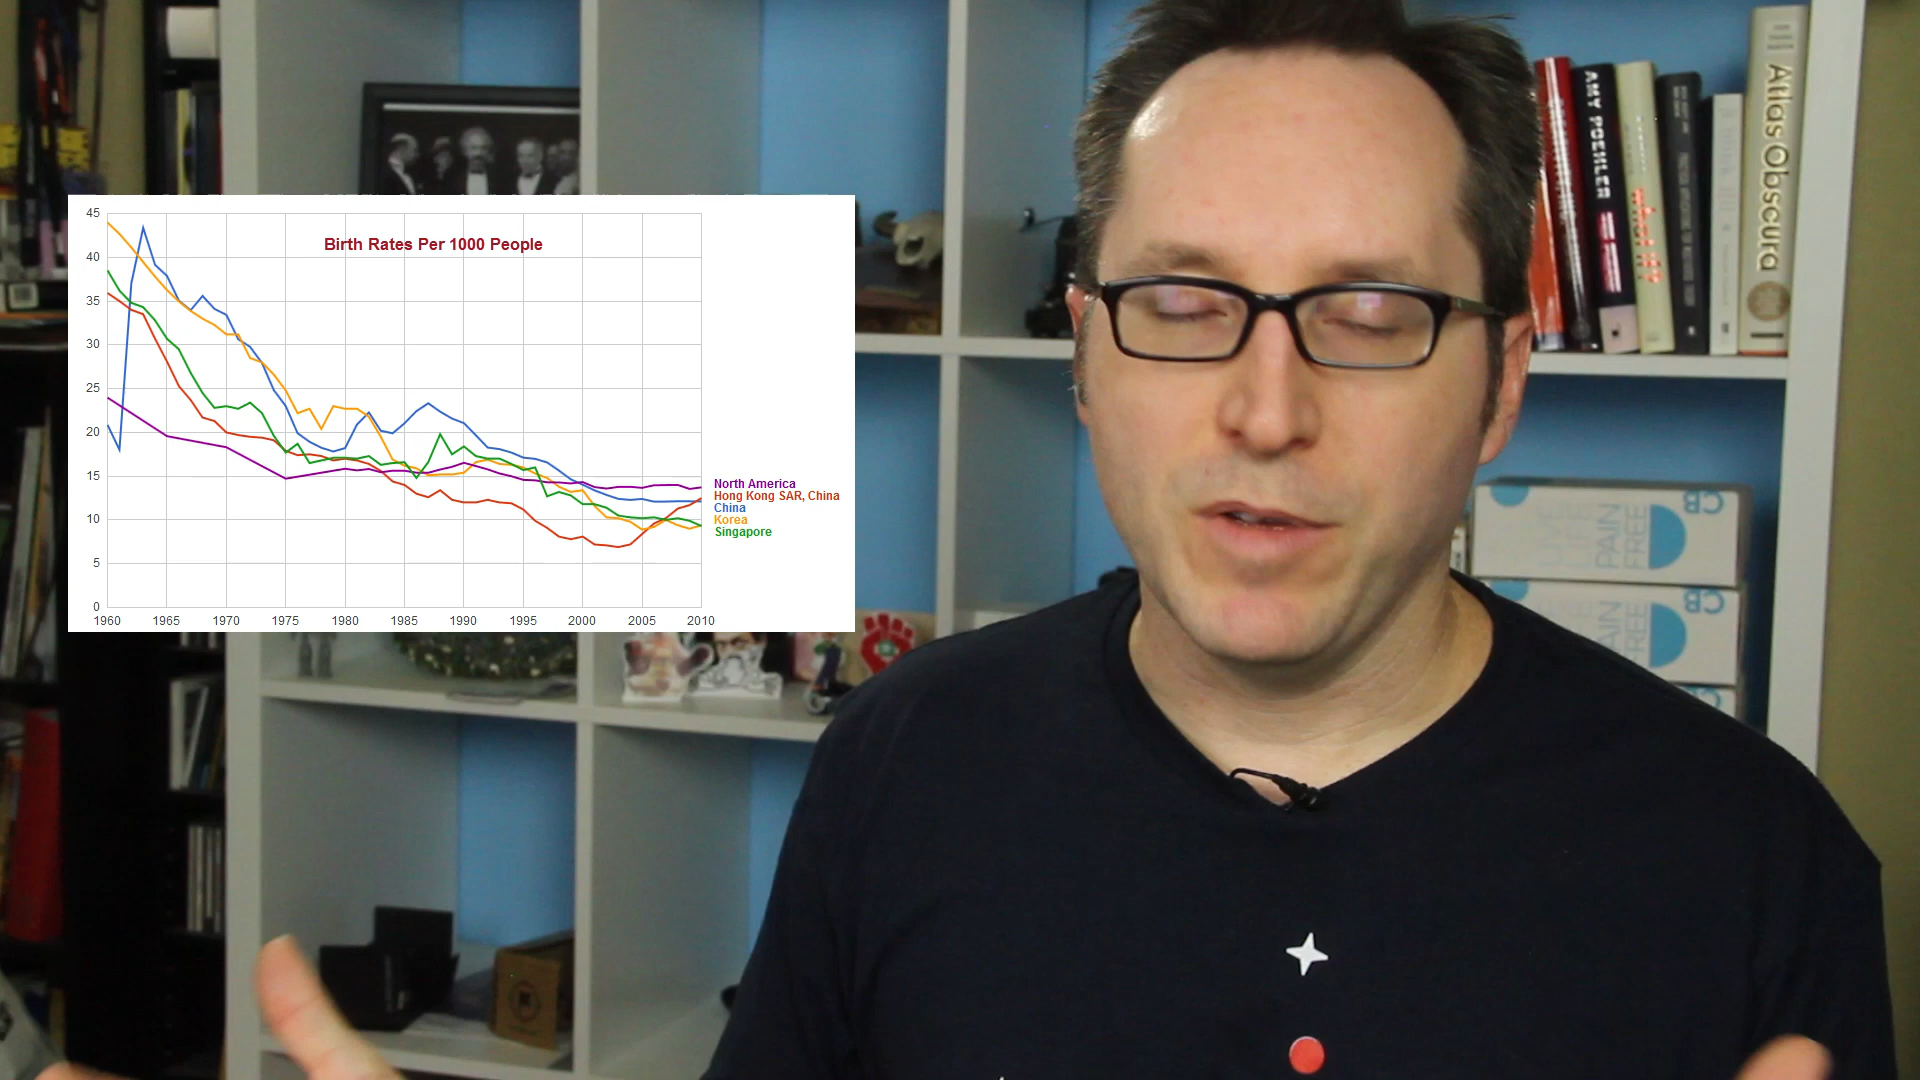 Birth Rates Per 1000 People
45
40
35
30
25
20
15
10
5
0
1960 1965 1970 1975 1980 1985 1990 1995 2000 2005 2010
North America
Hong Kong SAR, China
China
Korea
Singapore
AMY POEHLER
Atlas Obscura
LIVE
LIFE
PAIN
FREE
PAIN
FREE